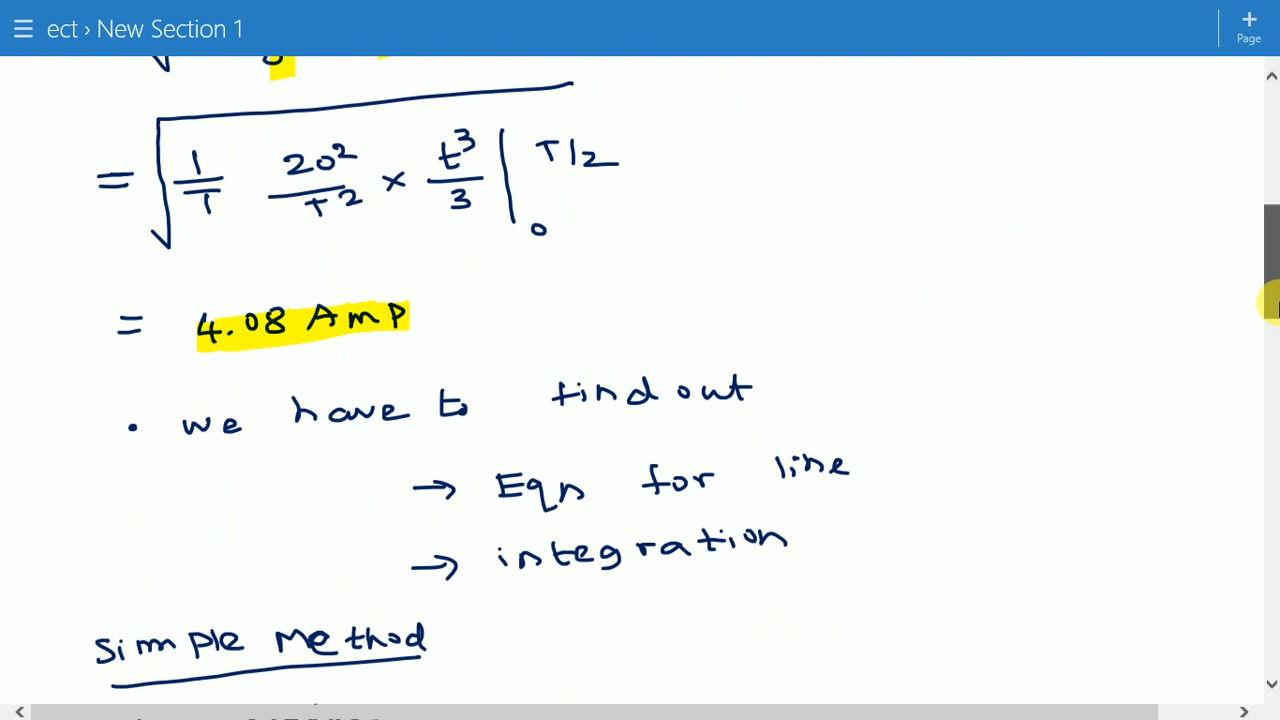 ect › New Section 1
Page
= √ 1/T 20²/T² × t³/3 | T/2 0
= 4.08 Amp
• we have to find out
→ Eqn for line
→ integration
Simple Method